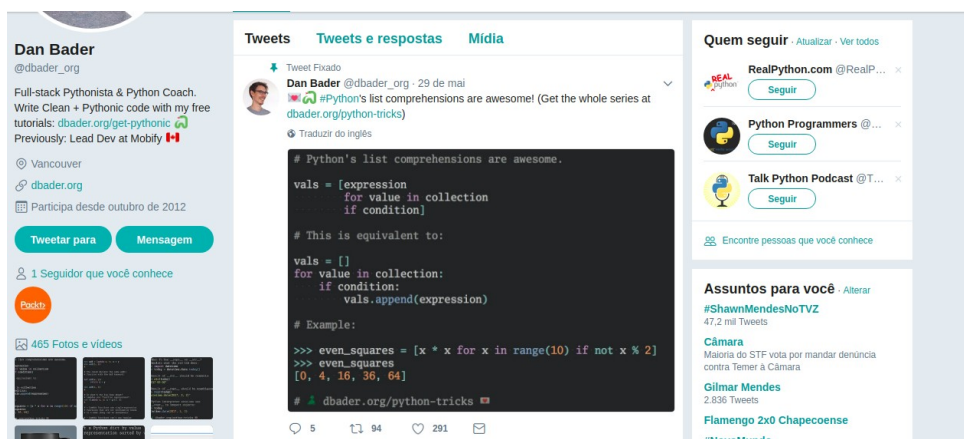 Dan Bader
@dbader_org
Full-stack Pythonista & Python Coach.
Write Clean + Pythonic code with my free
tutorials: dbader.org/get-pythonic
Previously: Lead Dev at Mobify
Vancouver
dbader.org
Participa desde outubro de 2012
Tweetar para
Mensagem
1 Seguidor que você conhece
Packt
465 Fotos e vídeos
Tweets Tweets e respostas Mídia
Tweet Fixado
Dan Bader @dbader_org · 29 de mai
#Python's list comprehensions are awesome! (Get the whole series at
dbader.org/python-tricks)
Traduzir do inglês
# Python's list comprehensions are awesome.
vals = [expression
for value in collection
if condition]
# This is equivalent to:
vals = []
for value in collection:
if condition:
vals.append(expression)
# Example:
>>> even_squares = [x * x for x in range(10) if not x % 2]
>>> even_squares
[0, 4, 16, 36, 64]
# dbader.org/python-tricks
5 94 291
Quem seguir · Atualizar · Ver todos
REAL
python
RealPython.com @RealP...
Seguir
Python Programmers @...
Seguir
Talk Python Podcast @T...
Seguir
Encontre pessoas que você conhece
Assuntos para você · Alterar
#ShawnMendesNoTVZ
47,2 mil Tweets
Câmara
Maioria do STF vota por mandar denúncia
contra Temer à Câmara
Gilmar Mendes
2.836 Tweets
Flamengo 2x0 Chapecoense